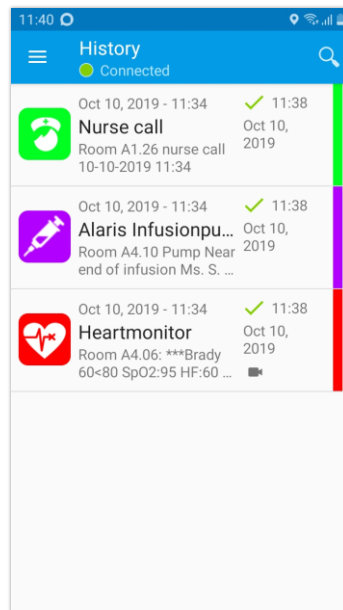 11:40
History
Connected
Oct 10, 2019 - 11:34
11:38
Nurse call
Oct 10,
2019
Room A1.26 nurse call
10-10-2019 11:34
Oct 10, 2019 - 11:34
11:38
Alaris Infusionpu...
Oct 10,
2019
Room A4.10 Pump Near
end of infusion Ms. S. ...
Oct 10, 2019 - 11:34
11:38
Heartmonitor
Oct 10,
2019
Room A4.06: ***Brady
60<80 SpO2:95 HF:60 ...